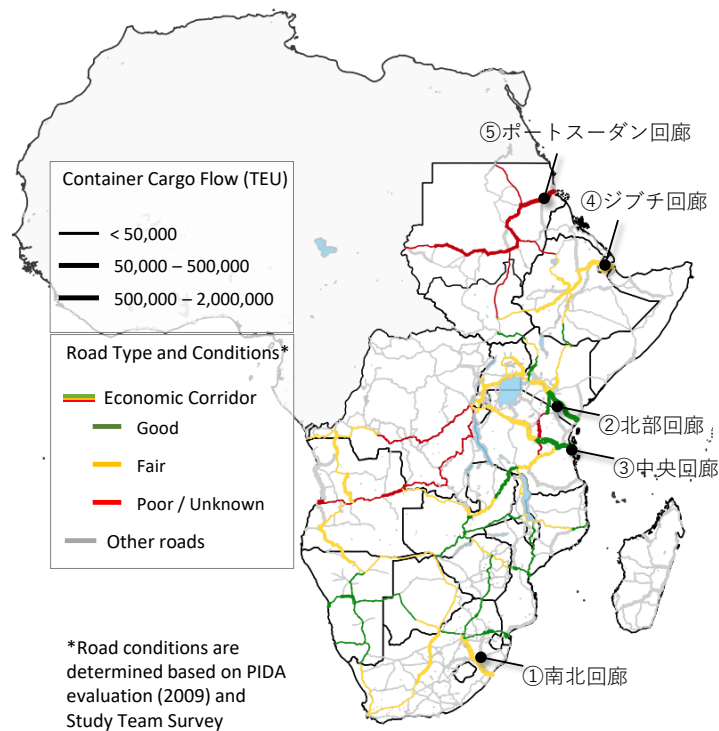 ⑤ポートスーダン回廊
④ジブチ回廊
Container Cargo Flow (TEU)
< 50,000
50,000 – 500,000
500,000 – 2,000,000
Road Type and Conditions*
Economic Corridor
Good
Fair
Poor / Unknown
Other roads
②北部回廊
③中央回廊
①南北回廊
*Road conditions are
determined based on PIDA
evaluation (2009) and
Study Team Survey